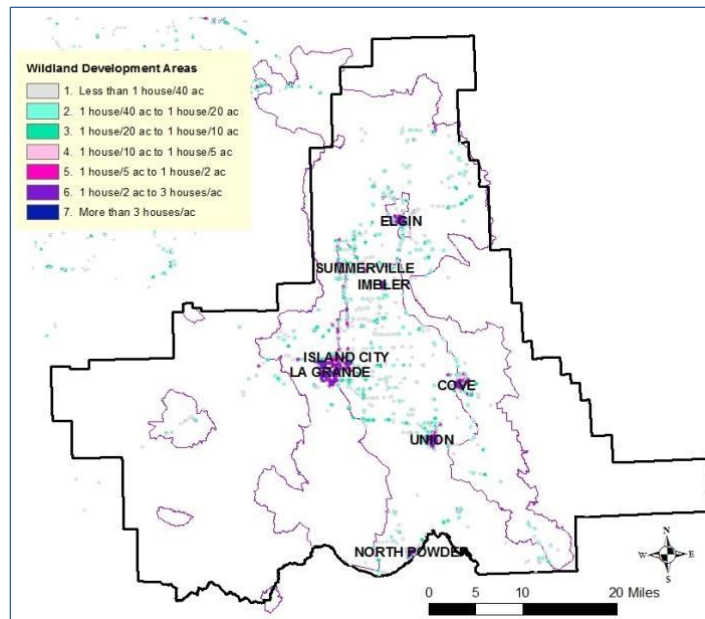 Wildland Development Areas
1. Less than 1 house/40 ac
2. 1 house/40 ac to 1 house/20 ac
3. 1 house/20 ac to 1 house/10 ac
4. 1 house/10 ac to 1 house/5 ac
5. 1 house/5 ac to 1 house/2 ac
6. 1 house/2 ac to 3 houses/ac
7. More than 3 houses/ac
ELGIN
SUMMERVILLE
IMBLER
ISLAND CITY
LA GRANDE
COVE
UNION
NORTH POWDER
N
W E
S
0 5 10 20 Miles